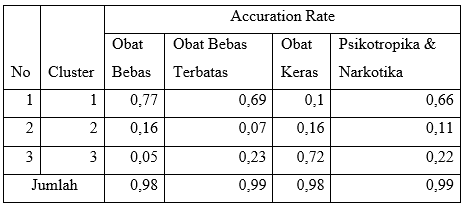 Accuration Rate
No Cluster Obat Bebas Obat Bebas Terbatas Obat Keras Psikotropika & Narkotika
1 1 0,77 0,69 0,1 0,66
2 2 0,16 0,07 0,16 0,11
3 3 0,05 0,23 0,72 0,22
Jumlah 0,98 0,99 0,98 0,99